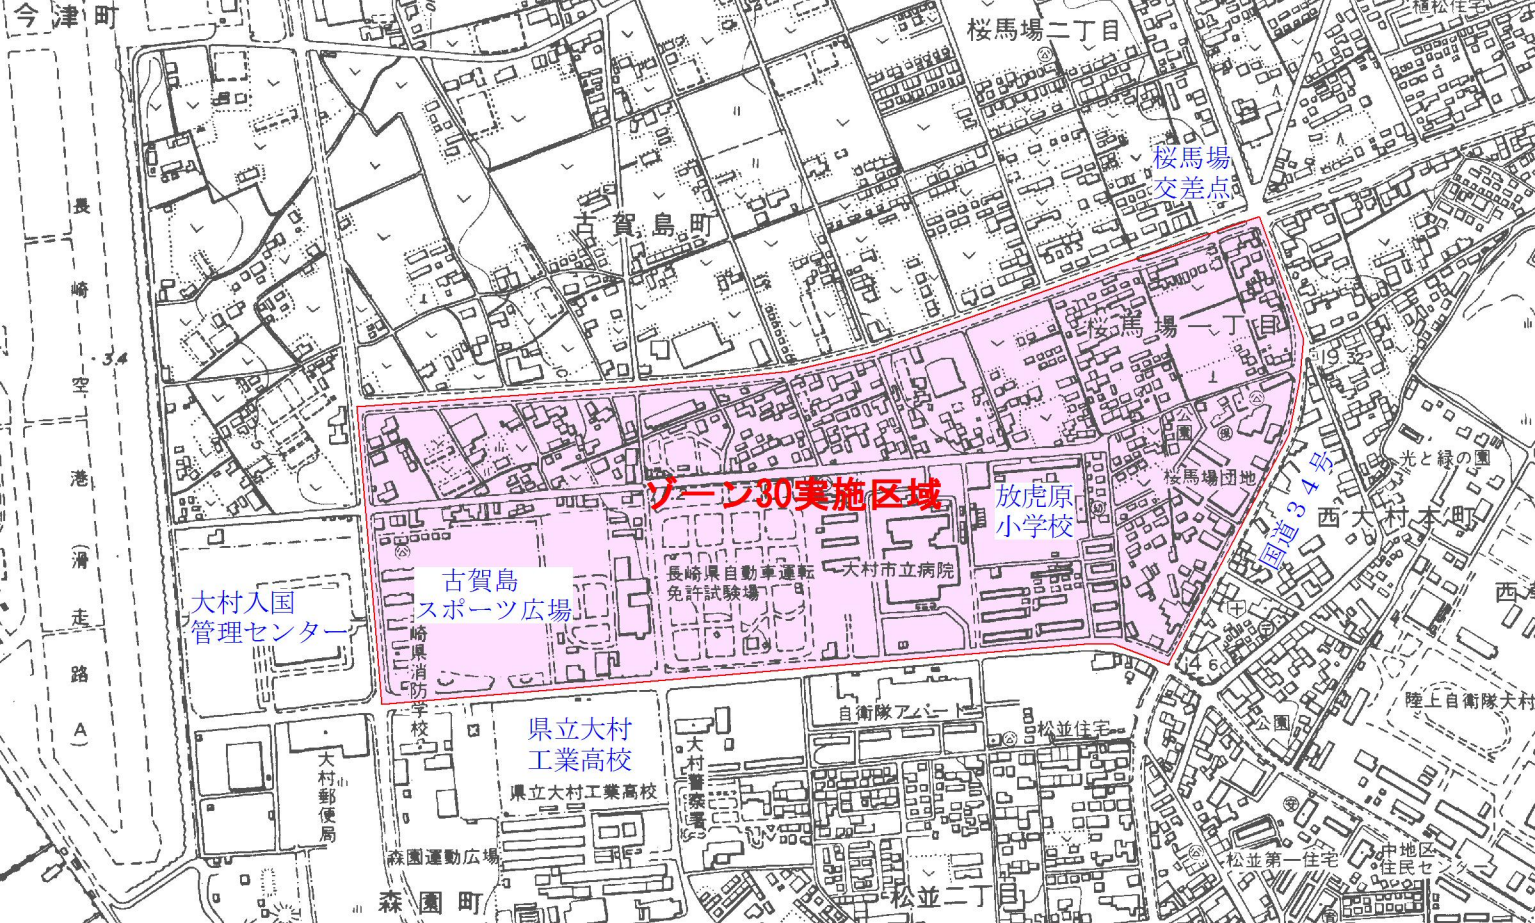 今津町
桜馬場二丁目
植松住宅
桜馬場
交差点
長崎空港(滑走路A)
古賀島町
34
桜馬場一丁目
193
光と緑の園
桜馬場団地
ゾーン30実施区域
放虎原
小学校
国道34号
西大村本町
長崎県自動車運転
免許試験場
大村市立病院
古賀島
スポーツ広場
大村入国
管理センター
崎県消防学校
146
陸上自衛隊大村
公園
自衛隊アパート
松並住宅
県立大村
工業高校
大村警察署
大村郵便局
県立大村工業高校
森園運動広場
松並第一住宅
中地区
住民センター
森園町
松並二丁